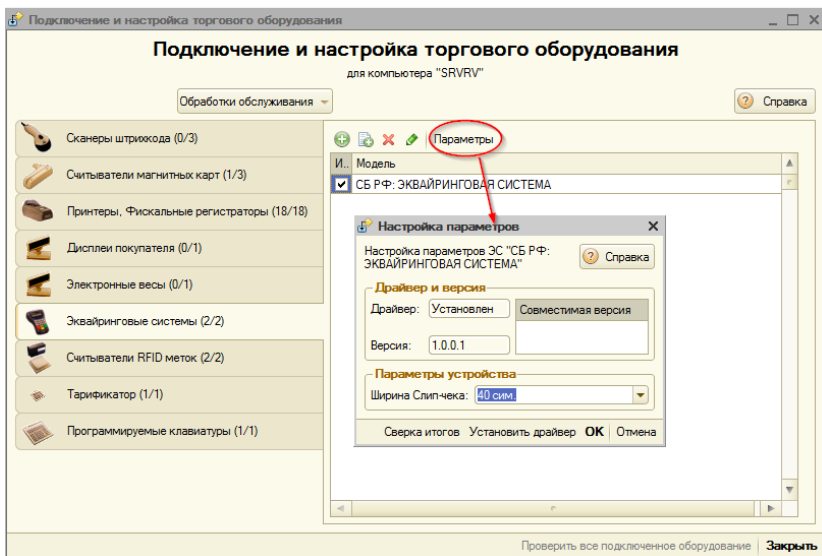 Подключение и настройка торгового оборудования
Подключение и настройка торгового оборудования
для компьютера "SRVRV"
Обработки обслуживания
Справка
Сканеры штрихкода (0/3)
Считыватели магнитных карт (1/3)
Принтеры, Фискальные регистраторы (18/18)
Дисплеи покупателя (0/1)
Электронные весы (0/1)
Эквайринговые системы (2/2)
Считыватели RFID меток (2/2)
Тарификатор (1/1)
Программируемые клавиатуры (1/1)
Параметры
И.. Модель
СБ РФ: ЭКВАЙРИНГОВАЯ СИСТЕМА
Настройка параметров
Настройка параметров ЭС "СБ РФ:
ЭКВАЙРИНГОВАЯ СИСТЕМА"
Справка
Драйвер и версия
Драйвер: Установлен Совместимая версия
Версия: 1.0.0.1
Параметры устройства
Ширина Слип-чека: 40 сим.
Сверка итогов Установить драйвер ОК Отмена
Проверить все подключенное оборудование Закрыть